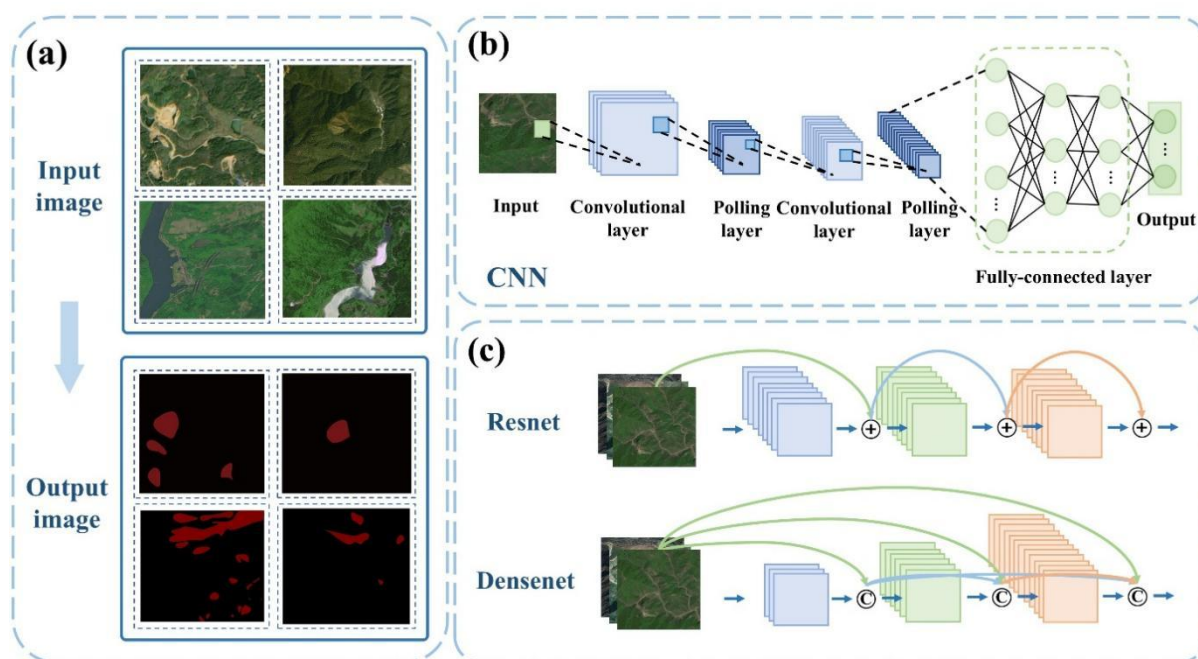 (a)
Input
image
Output
image
(b)
Input
Convolutional
layer
Polling
layer
Convolutional
layer
Polling
layer
Fully-connected layer
Output
CNN
(c)
Resnet
+ + +
Densenet
C C C